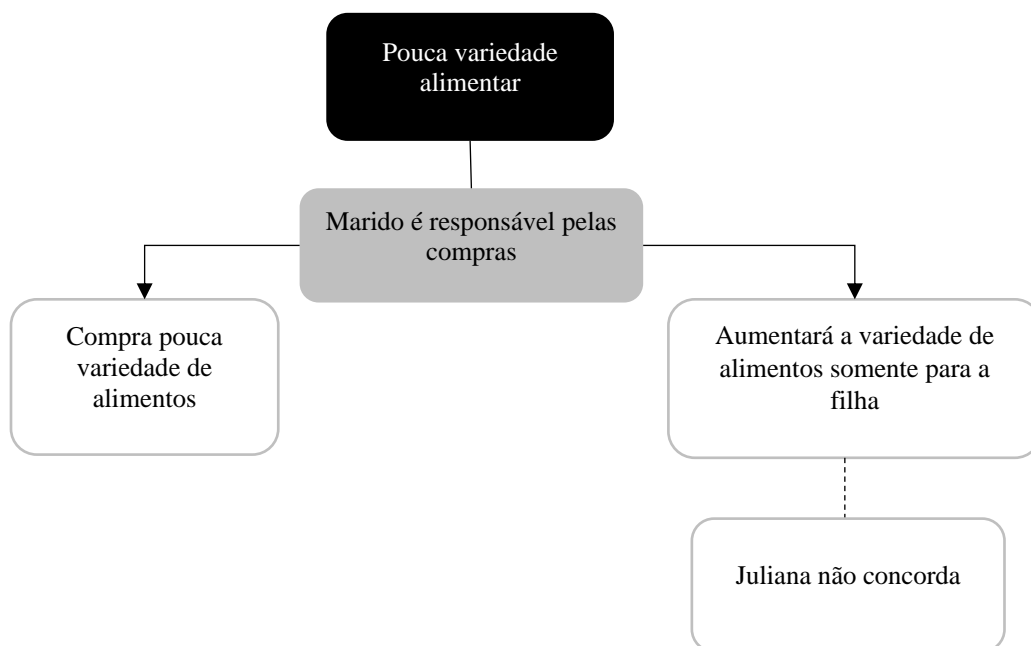 Pouca variedade
alimentar
Marido é responsável pelas
compras
Compra pouca
variedade de
alimentos
Aumentará a variedade de
alimentos somente para a
filha
Juliana não concorda